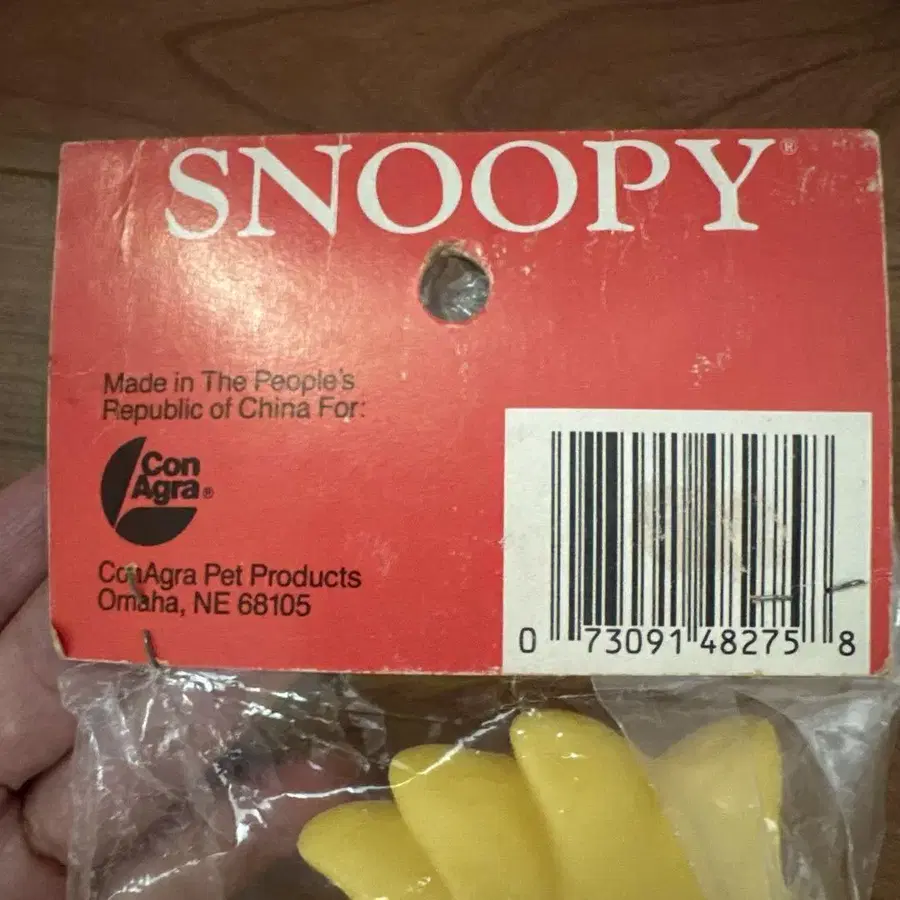 SNOOPY®
Made in The People's
Republic of China For:
Con
Agra®
ConAgra Pet Products
Omaha, NE 68105
0 73091 48275 8